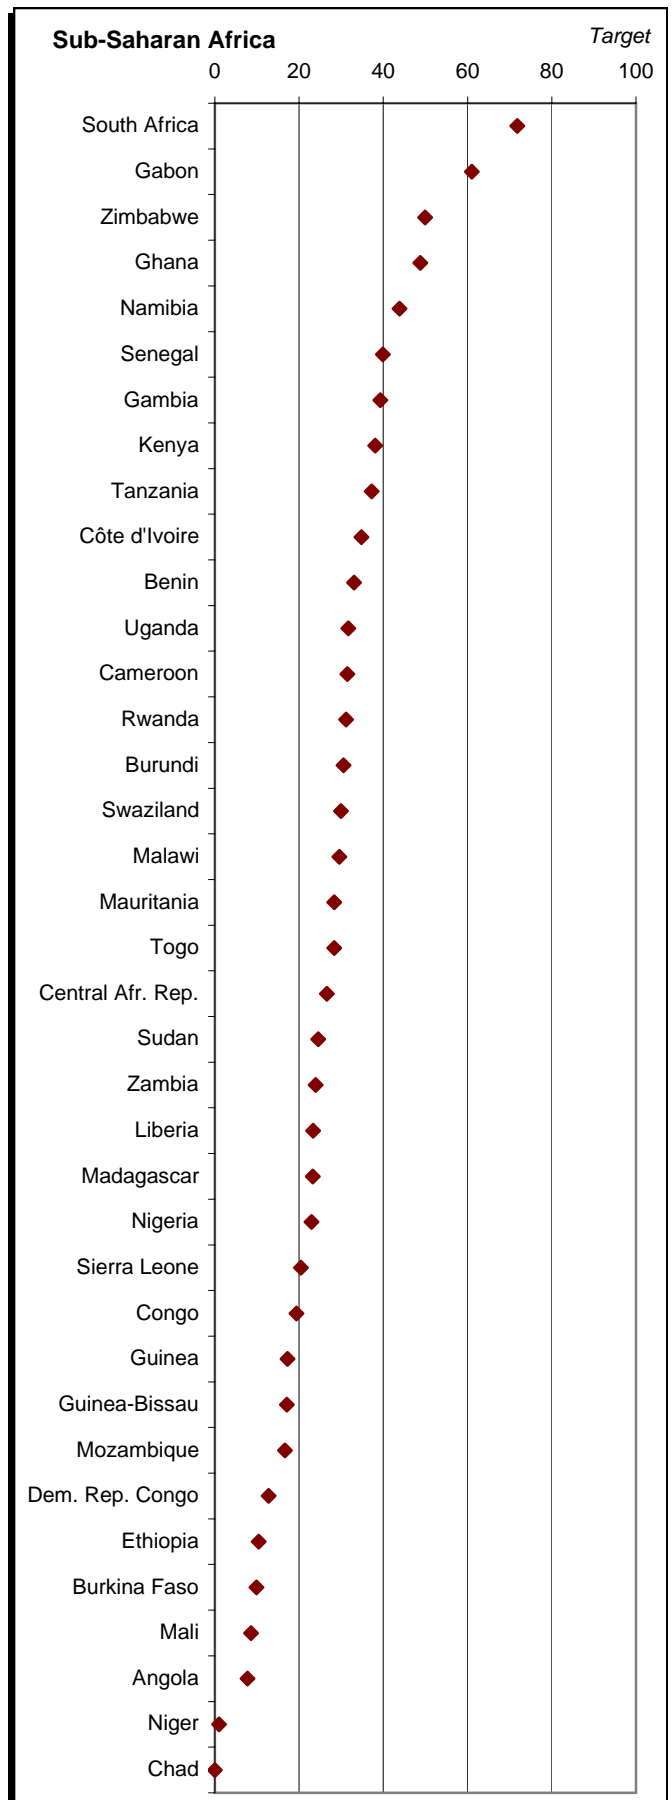 Sub-Saharan Africa
Target
0 20 40 60 80 100
South Africa
Gabon
Zimbabwe
Ghana
Namibia
Senegal
Gambia
Kenya
Tanzania
Côte d'Ivoire
Benin
Uganda
Cameroon
Rwanda
Burundi
Swaziland
Malawi
Mauritania
Togo
Central Afr. Rep.
Sudan
Zambia
Liberia
Madagascar
Nigeria
Sierra Leone
Congo
Guinea
Guinea-Bissau
Mozambique
Dem. Rep. Congo
Ethiopia
Burkina Faso
Mali
Angola
Niger
Chad